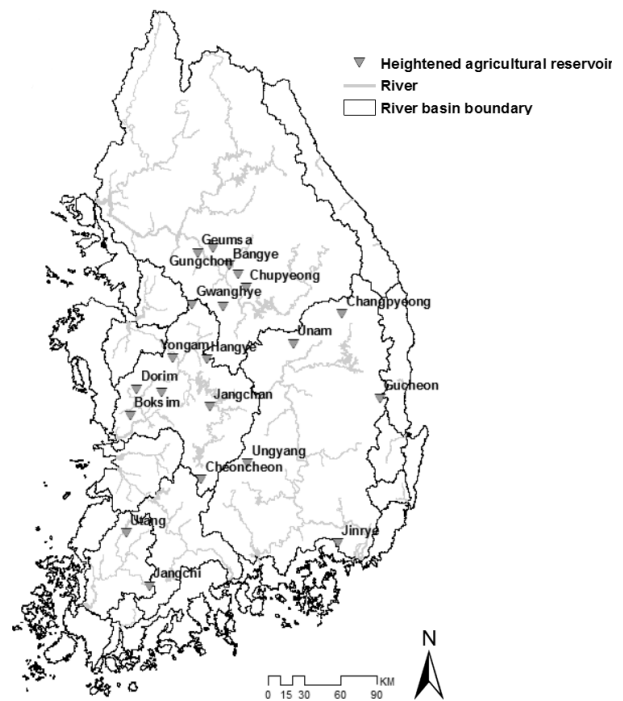 Heightened agricultural reservoir
River
River basin boundary
Geumsa
Bangye
Gungchon
Chupyeong
Gwanghye
Changpyeong
Unam
Yongam
Hangye
Dorim
Gucheon
Boksim
Jangchan
Ungyang
Cheoncheon
Utang
Jinrye
Jangchi
N
KM
0 15 30 60 90